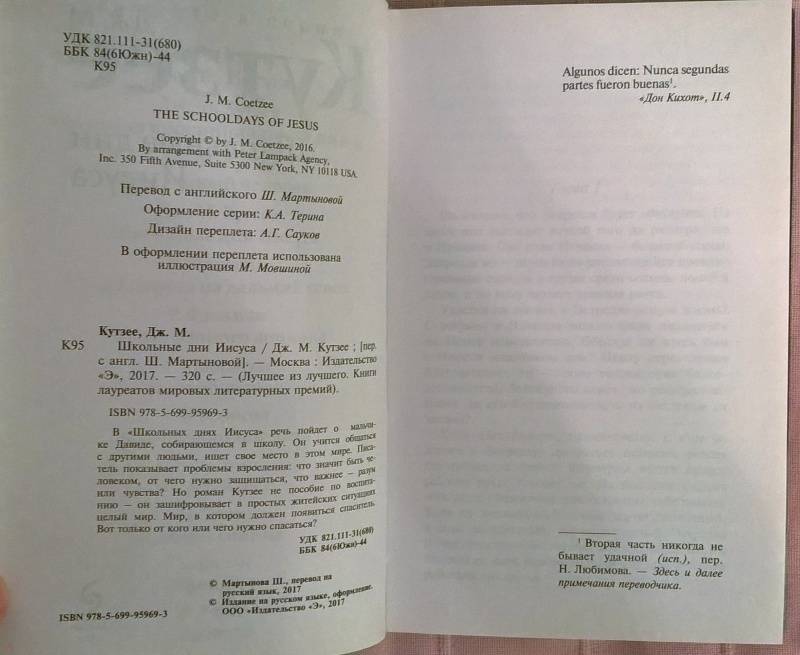 УДК 821.111-31(680)
ББК 84(6Южн)-44
К95
J. M. Coetzee
THE SCHOOLDAYS OF JESUS
Copyright © by J. M. Coetzee, 2016.
By arrangement with Peter Lampack Agency,
Inc. 350 Fifth Avenue, Suite 5300 New York, NY 10118 USA.
Перевод с английского Ш. Мартыновой
Оформление серии: К.А. Терина
Дизайн переплета: А.Г. Сауков
В оформлении переплета использована
иллюстрация М. Мовшиной
Кутзее, Дж. М.
К95 Школьные дни Иисуса / Дж. М. Кутзее ; [пер.
с англ. Ш. Мартыновой]. — Москва : Издательство
«Э», 2017. — 320 с. — (Лучшее из лучшего. Книги
лауреатов мировых литературных премий).
ISBN 978-5-699-95969-3
В «Школьных днях Иисуса» речь пойдет о мальчи-
ке Давиде, собирающемся в школу. Он учится общаться
с другими людьми, ищет свое место в этом мире. Писа-
тель показывает проблемы взросления: что значит быть че-
ловеком, от чего нужно защищаться, что важнее — разум
или чувства? Но роман Кутзее не пособие по воспита-
нию — он зашифровывает в простых житейских ситуациях
целый мир. Мир, в котором должен появиться спаситель.
Вот только от кого или чего нужно спасаться?
УДК 821.111-31(680)
ББК 84(6Южн)-44
© Мартынова Ш., перевод на
русский язык, 2017
© Издание на русском языке, оформление.
ООО «Издательство «Э», 2017
ISBN 978-5-699-95969-3
Algunos dicen: Nunca segundas
partes fueron buenas¹.
«Дон Кихот», II.4
¹ Вторая часть никогда не
бывает удачной (исп.), пер.
Н. Любимова. — Здесь и далее
примечания переводчика.